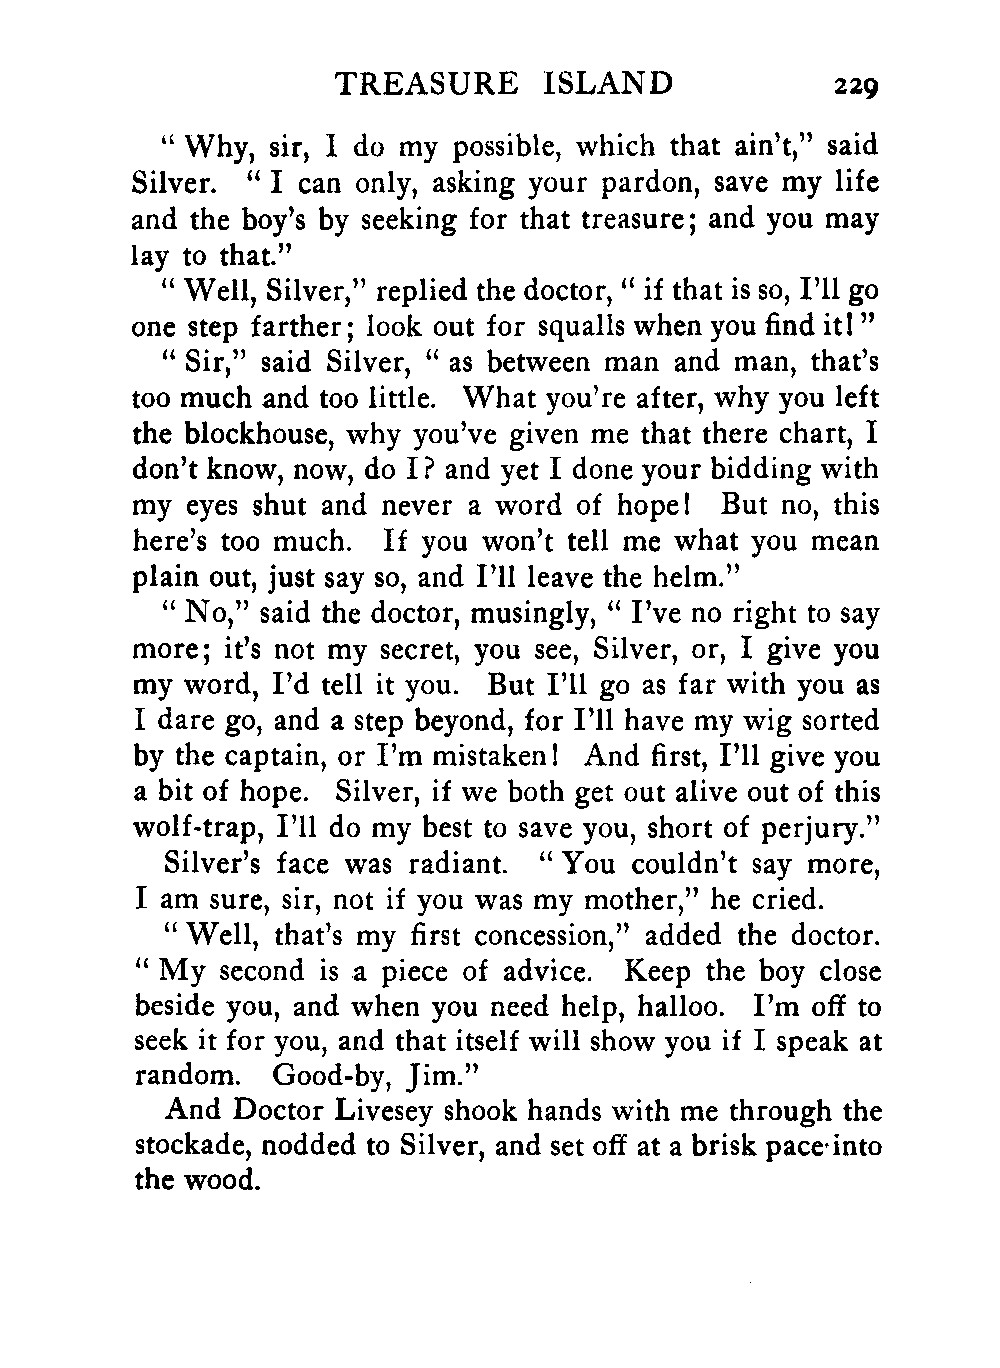 TREASURE ISLAND 229
" Why, sir, I do my possible, which that ain't," said
Silver. " I can only, asking your pardon, save my life
and the boy's by seeking for that treasure; and you may
lay to that."
" Well, Silver," replied the doctor, " if that is so, I'll go
one step farther; look out for squalls when you find it!"
" Sir," said Silver, " as between man and man, that's
too much and too little. What you're after, why you left
the blockhouse, why you've given me that there chart, I
don't know, now, do I? and yet I done your bidding with
my eyes shut and never a word of hope! But no, this
here's too much. If you won't tell me what you mean
plain out, just say so, and I'll leave the helm."
" No," said the doctor, musingly, " I've no right to say
more; it's not my secret, you see, Silver, or, I give you
my word, I'd tell it you. But I'll go as far with you as
I dare go, and a step beyond, for I'll have my wig sorted
by the captain, or I'm mistaken! And first, I'll give you
a bit of hope. Silver, if we both get out alive out of this
wolf-trap, I'll do my best to save you, short of perjury."
Silver's face was radiant. " You couldn't say more,
I am sure, sir, not if you was my mother," he cried.
" Well, that's my first concession," added the doctor.
" My second is a piece of advice. Keep the boy close
beside you, and when you need help, halloo. I'm off to
seek it for you, and that itself will show you if I speak at
random. Good-by, Jim."
And Doctor Livesey shook hands with me through the
stockade, nodded to Silver, and set off at a brisk pace into
the wood.